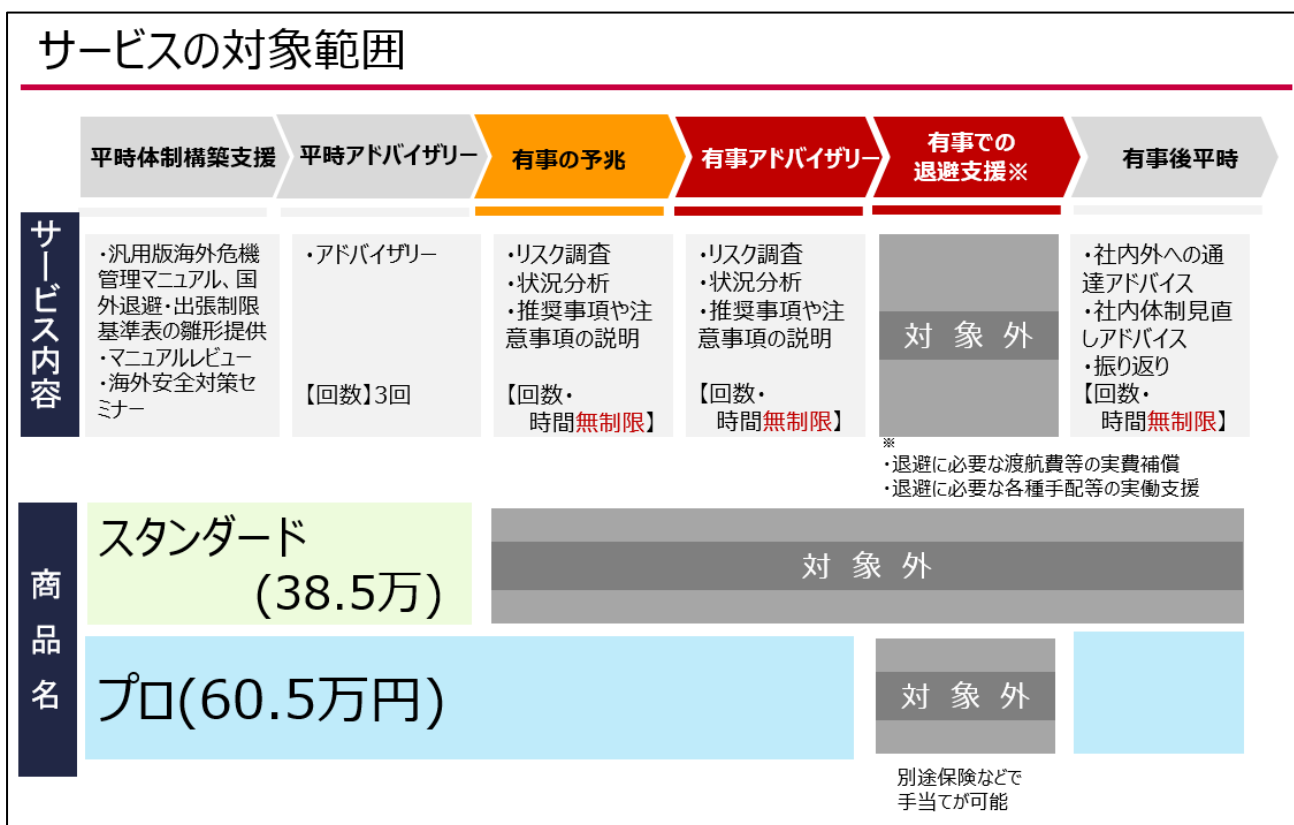 サービスの対象範囲
平時体制構築支援
平時アドバイザリー
有事の予兆
有事アドバイザリー
有事での
退避支援※
有事後平時
サービス内容
・汎用版海外危機
管理マニュアル、国
外退避・出張制限
基準表の雛形提供
・マニュアルレビュー
・海外安全対策セ
ミナー
・アドバイザリー
【回数】3回
・リスク調査
・状況分析
・推奨事項や注
意事項の説明
【回数・
時間無制限】
・リスク調査
・状況分析
・推奨事項や注
意事項の説明
【回数・
時間無制限】
対 象 外
・社内外への通
達アドバイス
・社内体制見直
しアドバイス
・振り返り
【回数・
時間無制限】
※
・退避に必要な渡航費等の実費補償
・退避に必要な各種手配等の実働支援
商品名
スタンダード
(38.5万)
対 象 外
プロ(60.5万円)
対 象 外
別途保険などで
手当てが可能